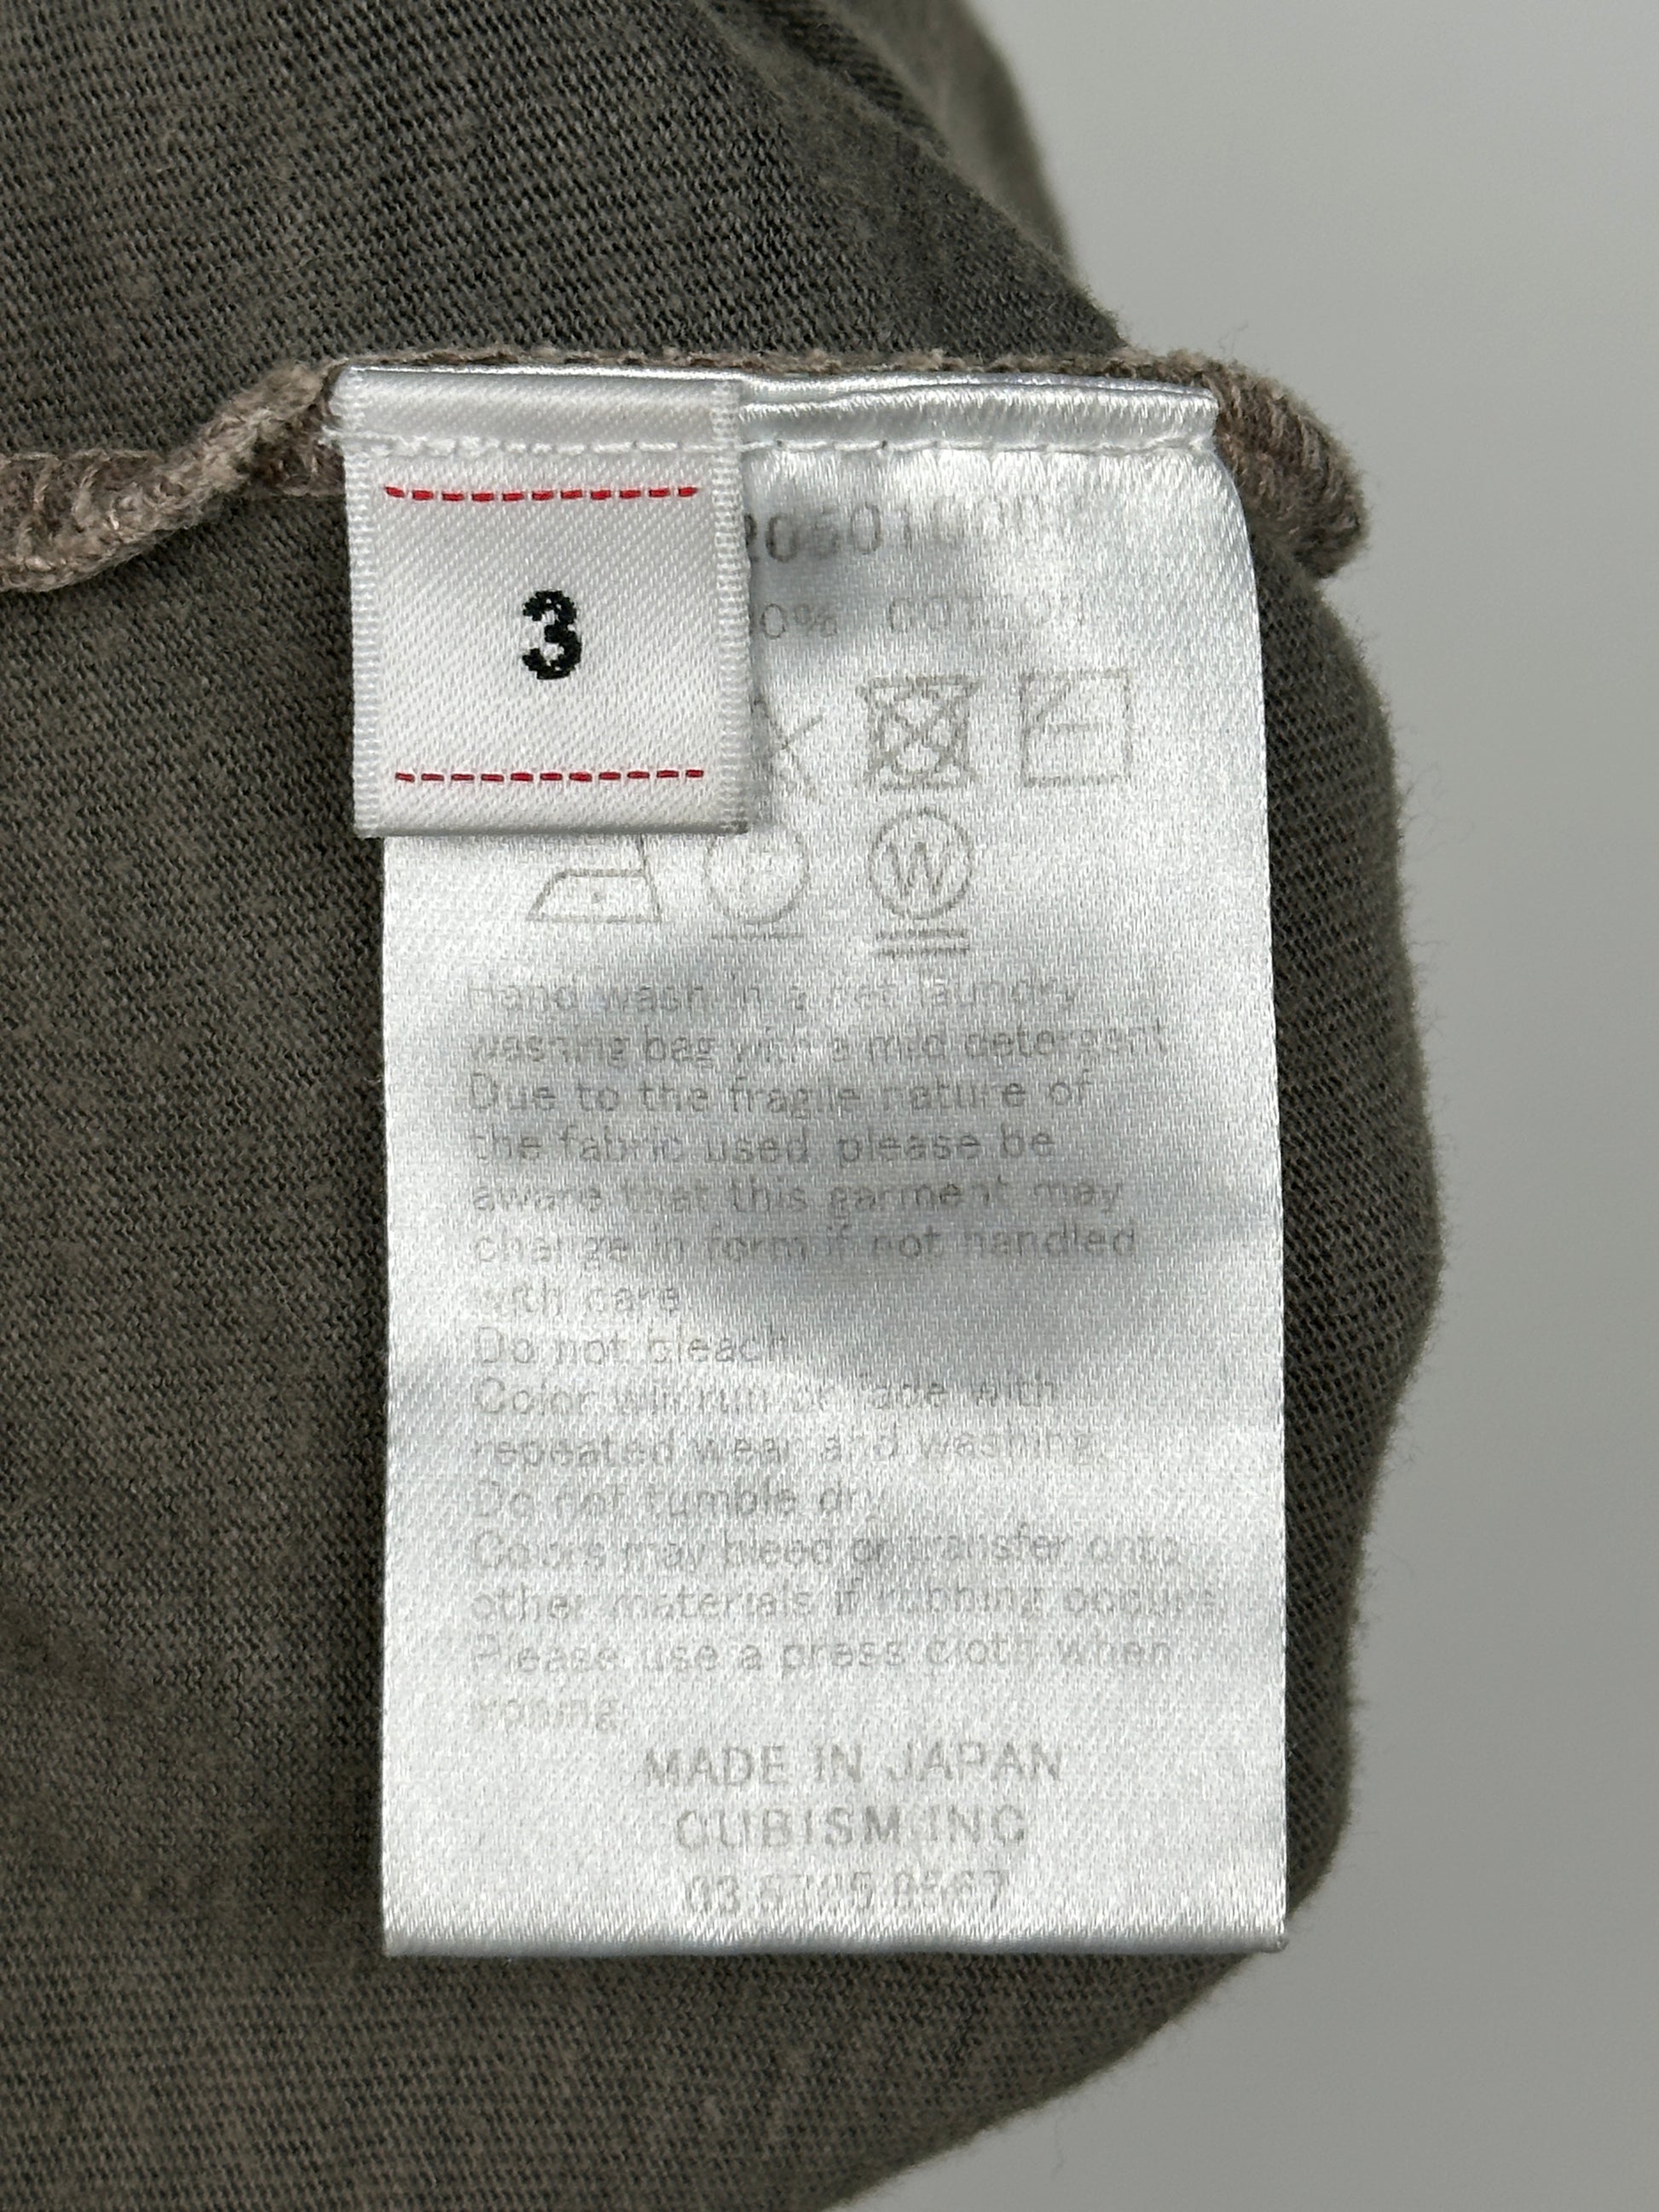 3
0% COTTON
W
Hand wash in a net laundry
washing bag with a mild detergent
Due to the fragile nature of
the fabric used, please be
aware that this garment may
change in form if not handled
with care.
Do not bleach
Color will run or fade with
repeated wear and washing.
Do not tumble dry
Colors may bleed or transfer onto
other materials if rubbing occurs.
Please use a press cloth when
ironing.
MADE IN JAPAN
CUBISM INC
03